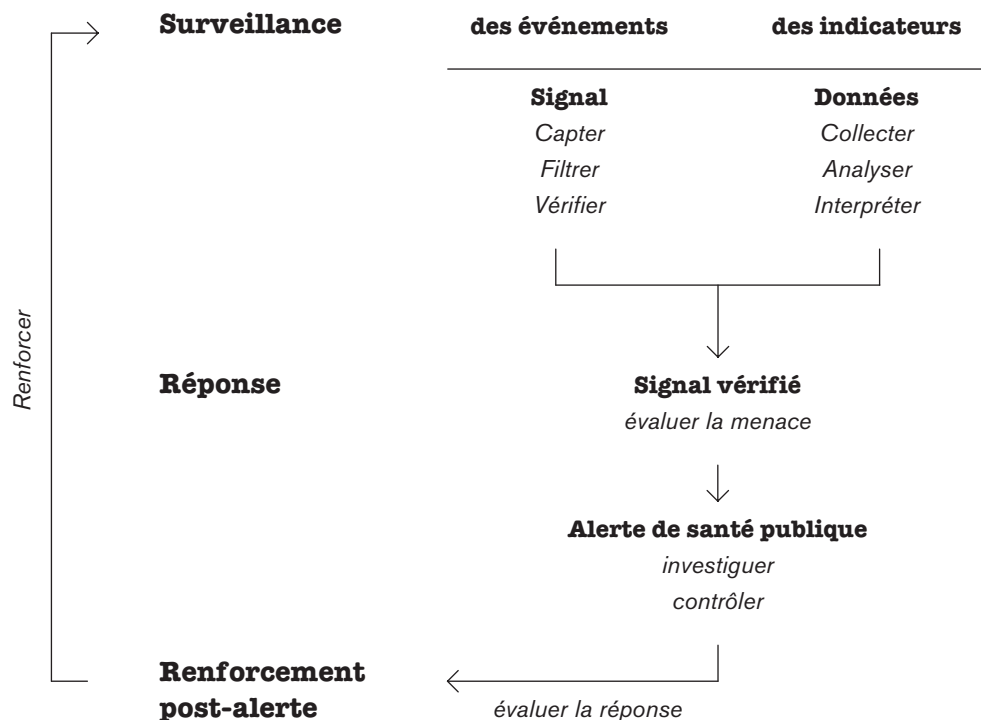 Surveillance des événements des indicateurs
Signal Données
Capter Collecter
Filtrer Analyser
Vérifier Interpréter
Renforcer
Réponse Signal vérifié
évaluer la menace
Alerte de santé publique
investiguer
contrôler
Renforcement
post-alerte évaluer la réponse